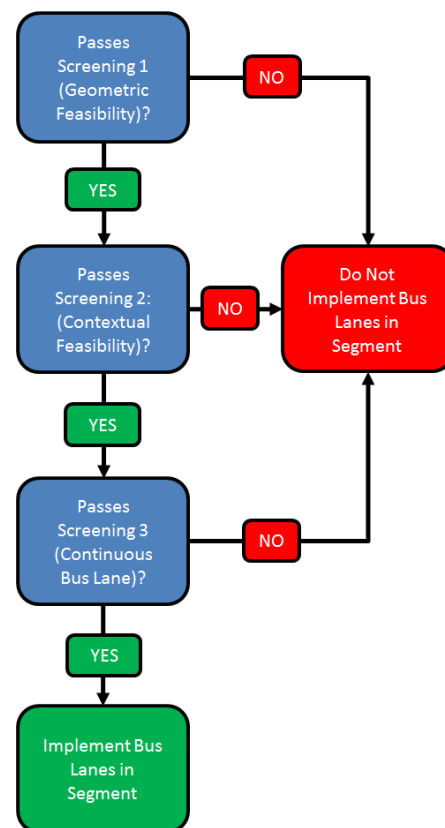 Passes
Screening 1
(Geometric
Feasibility)?
NO
YES
Passes
Screening 2:
(Contextual
Feasibility)?
NO
Do Not
Implement Bus
Lanes in
Segment
YES
Passes
Screening 3
(Continuous
Bus Lane)?
NO
YES
Implement Bus
Lanes in
Segment